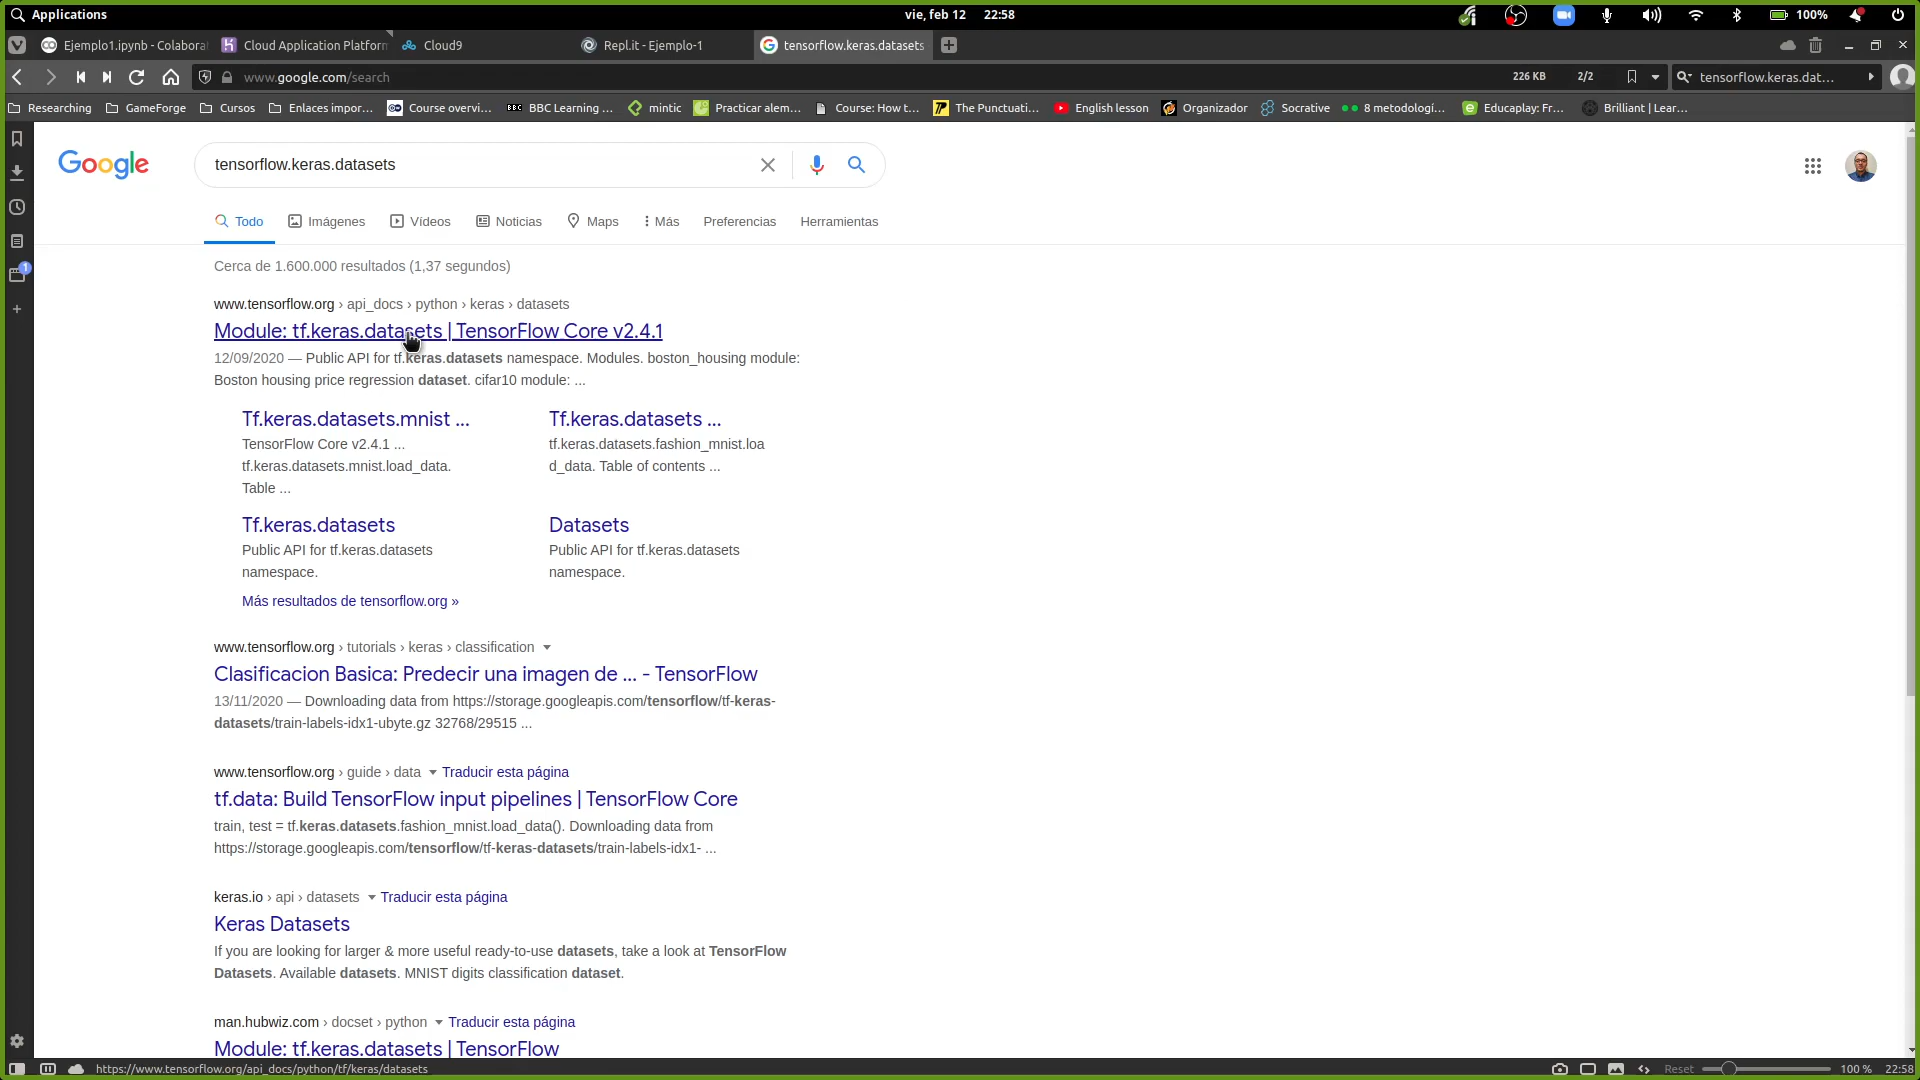 Applications
vie, feb 12 22:58
100%
Ejemplo1.ipynb - Colabora
Cloud Application Platform
Cloud9
Repl.it - Ejemplo-1
tensorflow.keras.datasets
www.google.com/search
226 KB
2/2
tensorflow.keras.dat...
Researching
GameForge
Cursos
Enlaces impor...
Course overvi...
BBC
BBC Learning ...
mintic
Practicar alem...
Course: How t...
The Punctuati...
English lesson
Organizador
Socrative
8 metodologí...
Educaplay: Fr...
Brilliant | Lear...
1
Google
tensorflow.keras.datasets
Todo
Imágenes
Vídeos
Noticias
Maps
Más
Preferencias
Herramientas
Cerca de 1.600.000 resultados (1,37 segundos)
www.tensorflow.org › api_docs › python › keras › datasets
Module: tf.keras.datasets | TensorFlow Core v2.4.1
12/09/2020 — Public API for tf.keras.datasets namespace. Modules. boston_housing module:
Boston housing price regression dataset. cifar10 module: ...
Tf.keras.datasets.mnist ...
TensorFlow Core v2.4.1 ...
tf.keras.datasets.mnist.load_data.
Table ...
Tf.keras.datasets ...
tf.keras.datasets.fashion_mnist.loa
d_data. Table of contents ...
Tf.keras.datasets
Public API for tf.keras.datasets
namespace.
Datasets
Public API for tf.keras.datasets
namespace.
Más resultados de tensorflow.org »
www.tensorflow.org › tutorials › keras › classification
Clasificacion Basica: Predecir una imagen de ... - TensorFlow
13/11/2020 — Downloading data from https://storage.googleapis.com/tensorflow/tf-keras-
datasets/train-labels-idx1-ubyte.gz 32768/29515 ...
www.tensorflow.org › guide › data Traducir esta página
tf.data: Build TensorFlow input pipelines | TensorFlow Core
train, test = tf.keras.datasets.fashion_mnist.load_data(). Downloading data from
https://storage.googleapis.com/tensorflow/tf-keras-datasets/train-labels-idx1- ...
keras.io › api › datasets Traducir esta página
Keras Datasets
If you are looking for larger & more useful ready-to-use datasets, take a look at TensorFlow
Datasets. Available datasets. MNIST digits classification dataset.
man.hubwiz.com › docset › python Traducir esta página
Module: tf.keras.datasets | TensorFlow
https://www.tensorflow.org/api_docs/python/tf/keras/datasets
Reset
100 %
22:58